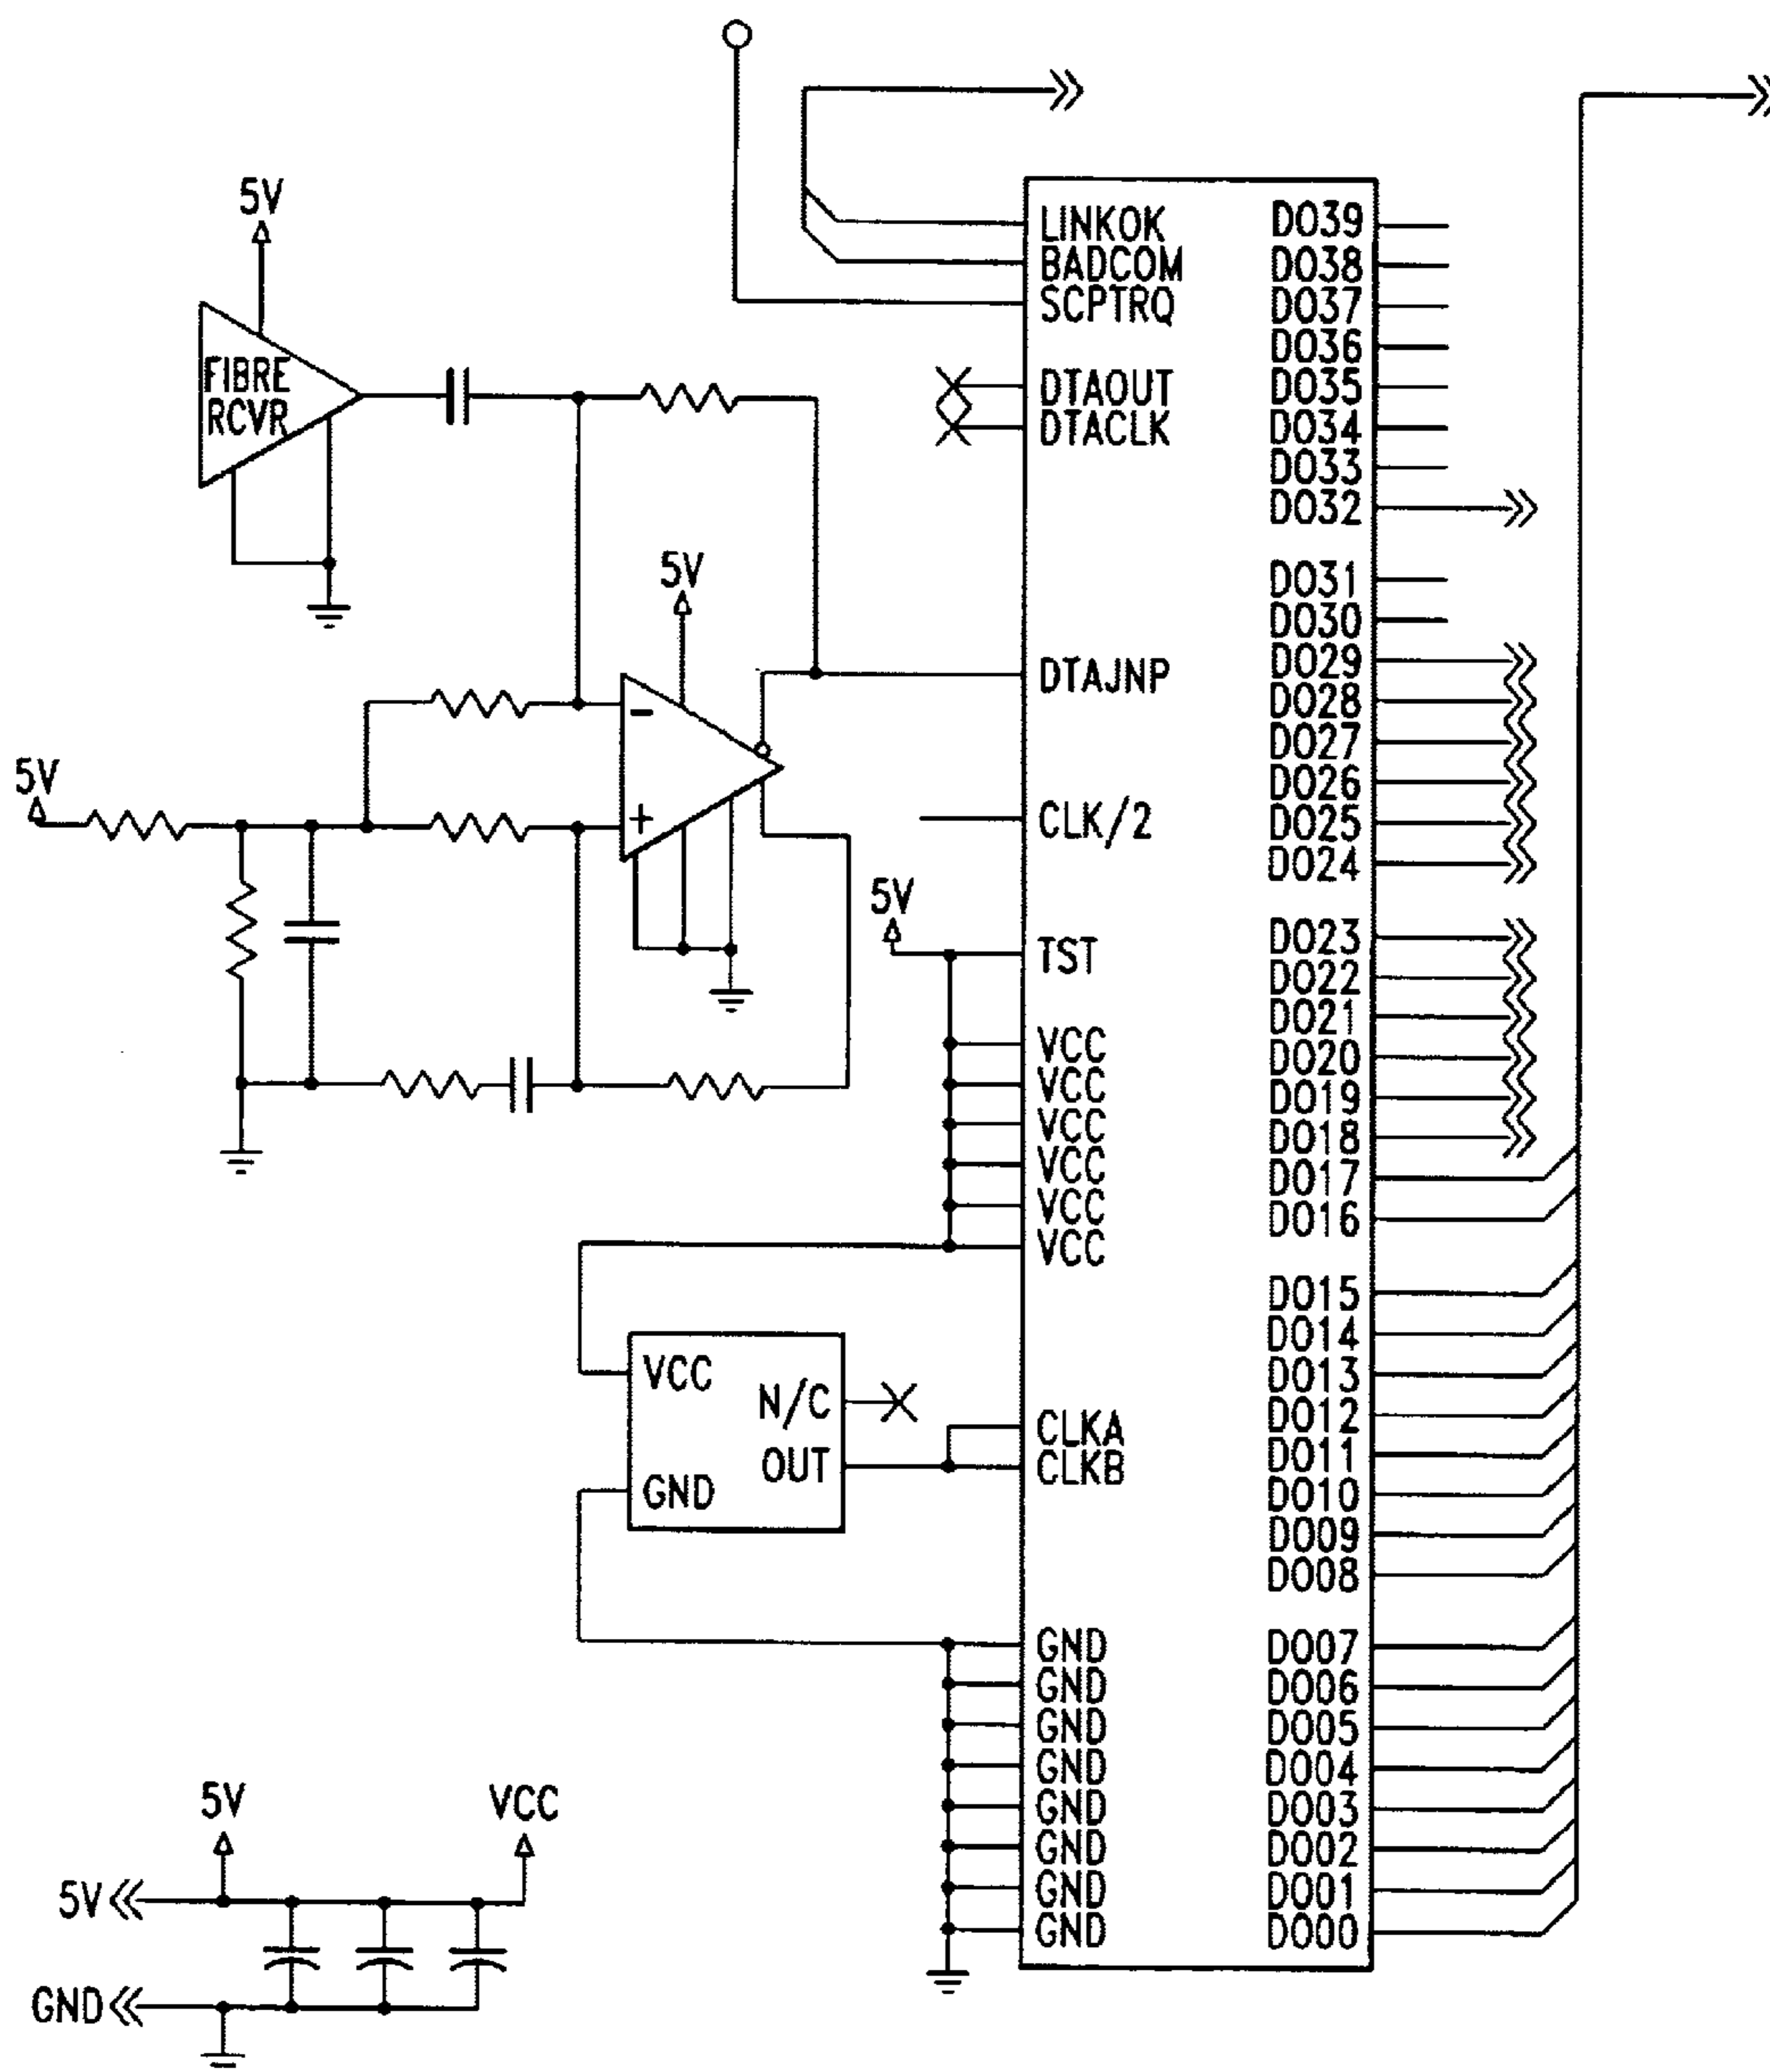 5V
FIBRE
RCVR
5V
5V
5V
-
+
LINKOK
BADCOM
SCPTRQ
DTAOUT
DTACLK
DTAJNP
CLK/2
TST
VCC
VCC
VCC
VCC
VCC
VCC
CLKA
CLKB
GND
GND
GND
GND
GND
GND
GND
GND
DO39
DO38
DO37
DO36
DO35
DO34
DO33
DO32
DO31
DO30
DO29
DO28
DO27
DO26
DO25
DO24
DO23
DO22
DO21
DO20
DO19
DO18
DO17
DO16
DO15
DO14
DO13
DO12
DO11
DO10
DO09
DO08
DO07
DO06
DO05
DO04
DO03
DO02
DO01
DO00
VCC
N/C
OUT
GND
5V
VCC
5V
GND